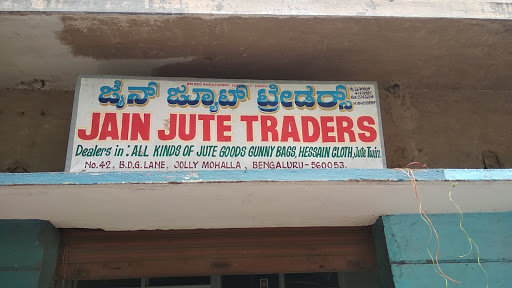 ಜೈನ್ ಜ್ಯೂಟ್ ಟ್ರೇಡರ್ಸ್
JAIN JUTE TRADERS
Dealers in : ALL KINDS OF JUTE GOODS GUNNY BAGS, HESSAIN CLOTH, Jute Twin
No.42, B.D.G. LANE, JOLLY MOHALLA, BENGALURU-560053.